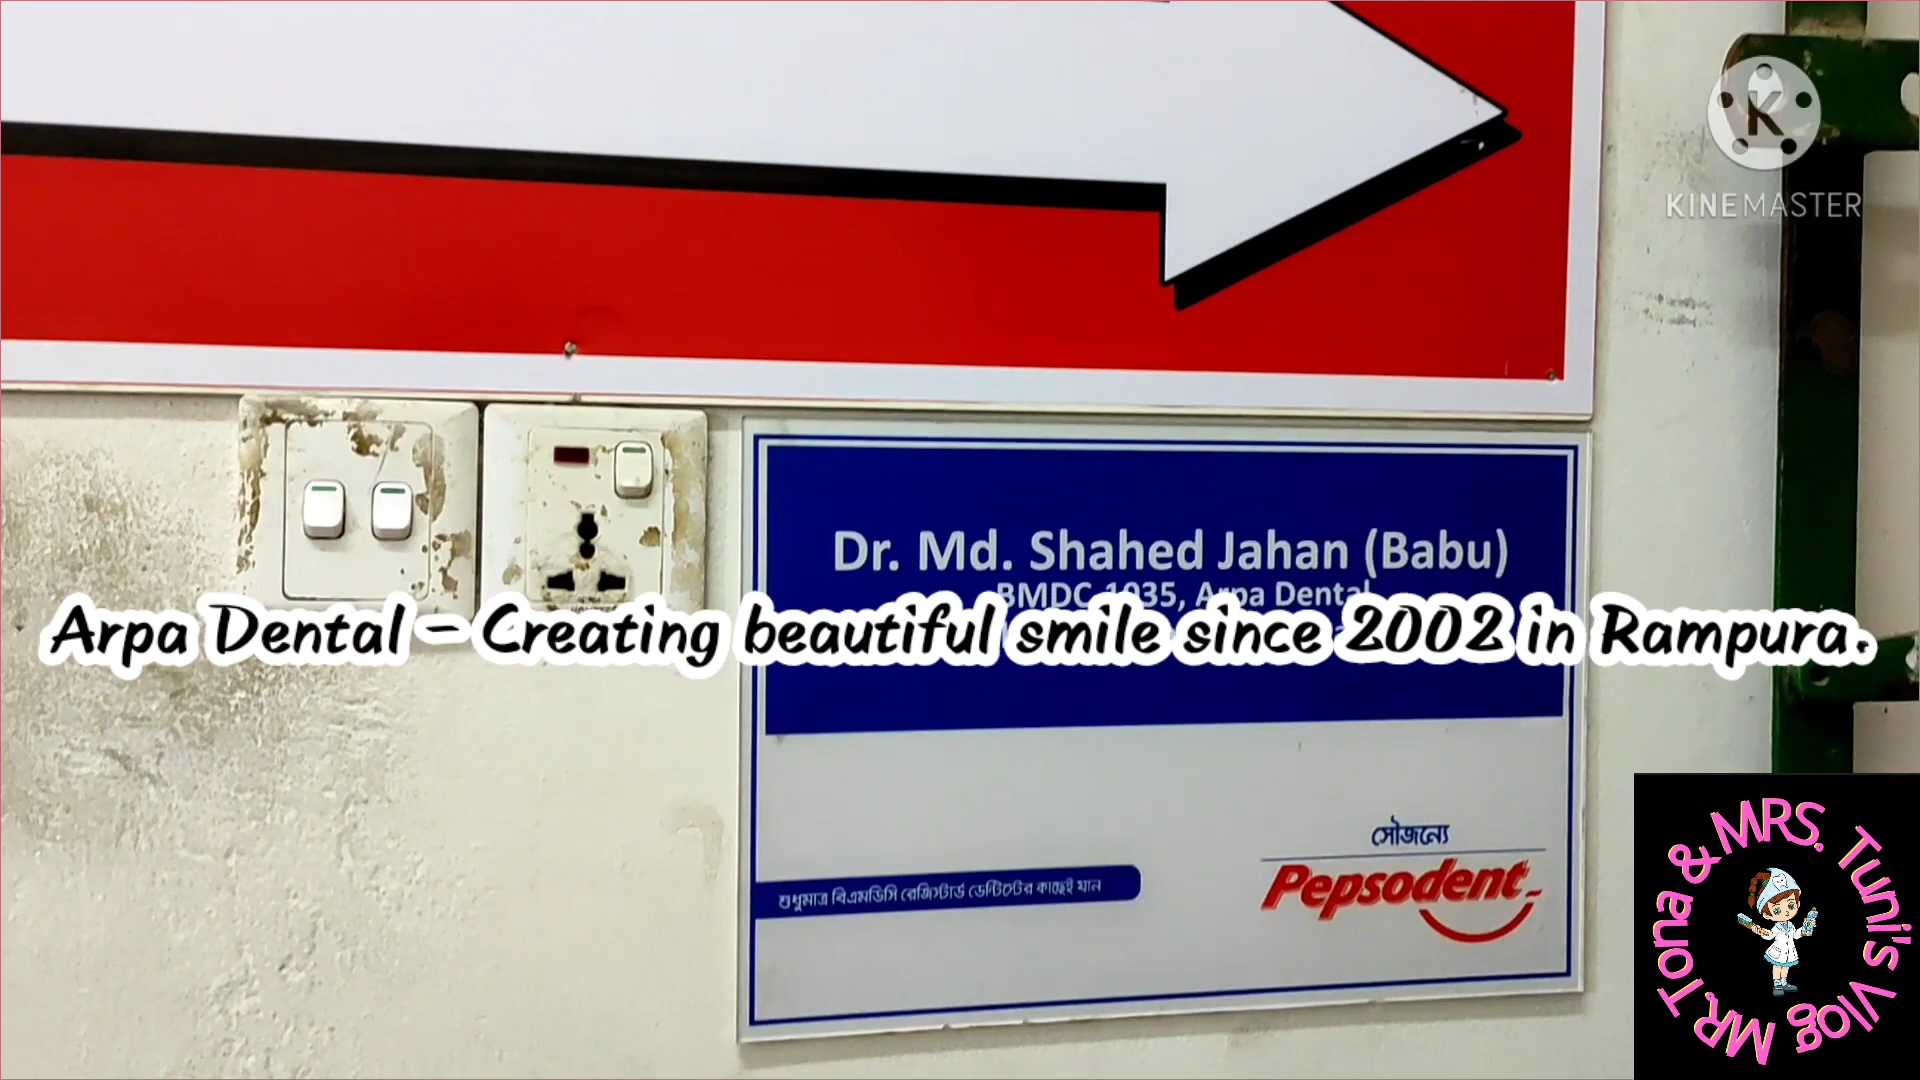 K
KINEMASTER
Dr. Md. Shahed Jahan (Babu)
BMDC 1035, Arpa Dental
Arpa Dental - Creating beautiful smile since 2002 in Rampura.
সৌজন্যে
Pepsodent
শুধুমাত্র বিএমডিসি রেজিস্টার্ড ডেন্টিস্টের কাছেই যান
MR. Tona & MRS. Tuni's Vlog